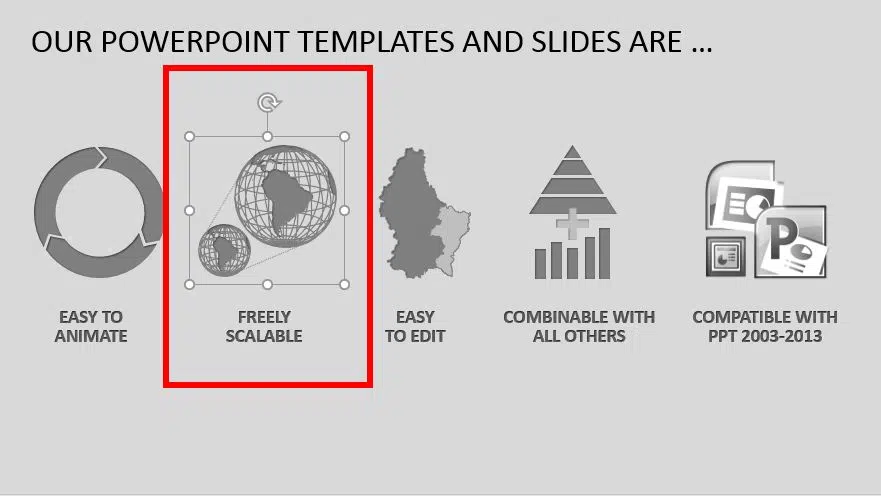 OUR POWERPOINT TEMPLATES AND SLIDES ARE ...
EASY TO
ANIMATE
FREELY
SCALABLE
EASY
TO EDIT
COMBINABLE WITH
ALL OTHERS
P
COMPATIBLE WITH
PPT 2003-2013